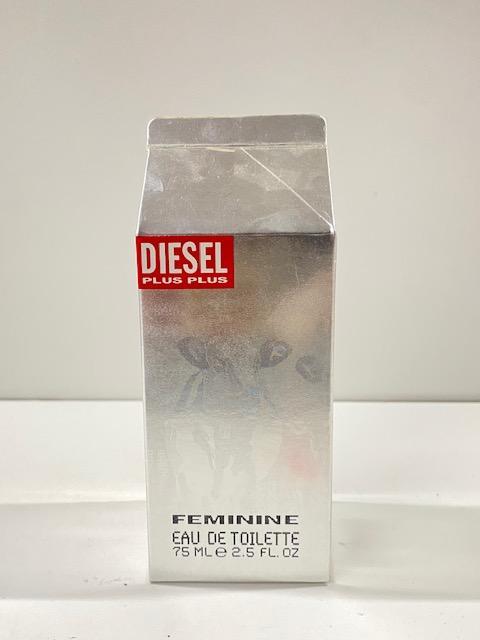 DIESEL
PLUS PLUS
FEMININE
EAU DE TOILETTE
75 ML ℮ 2.5 FL. OZ